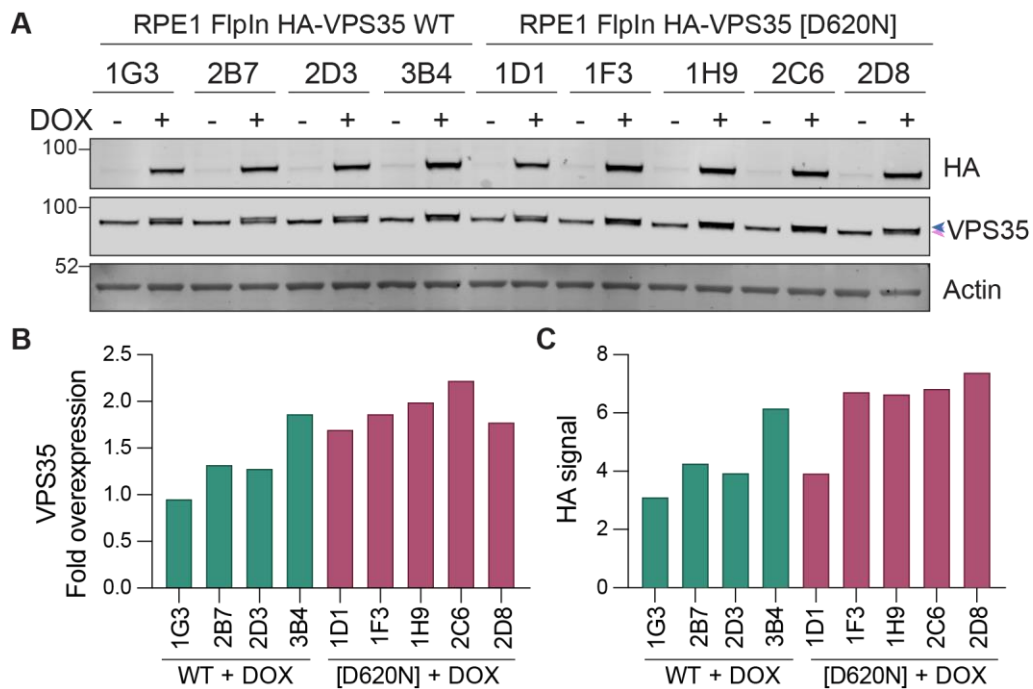 A
RPE1 FlpIn HA-VPS35 WT RPE1 FlpIn HA-VPS35 [D620N]
1G3 2B7 2D3 3B4 1D1 1F3 1H9 2C6 2D8
DOX - + - + - + - + - + - + - + - + - +
100 HA
100 VPS35
52 Actin
B
VPS35
Fold overexpression
2.5
2.0
1.5
1.0
0.5
0.0
1G3 2B7 2D3 3B4 1D1 1F3 1H9 2C6 2D8
WT + DOX [D620N] + DOX
C
HA signal
8
6
4
2
0
1G3 2B7 2D3 3B4 1D1 1F3 1H9 2C6 2D8
WT + DOX [D620N] + DOX